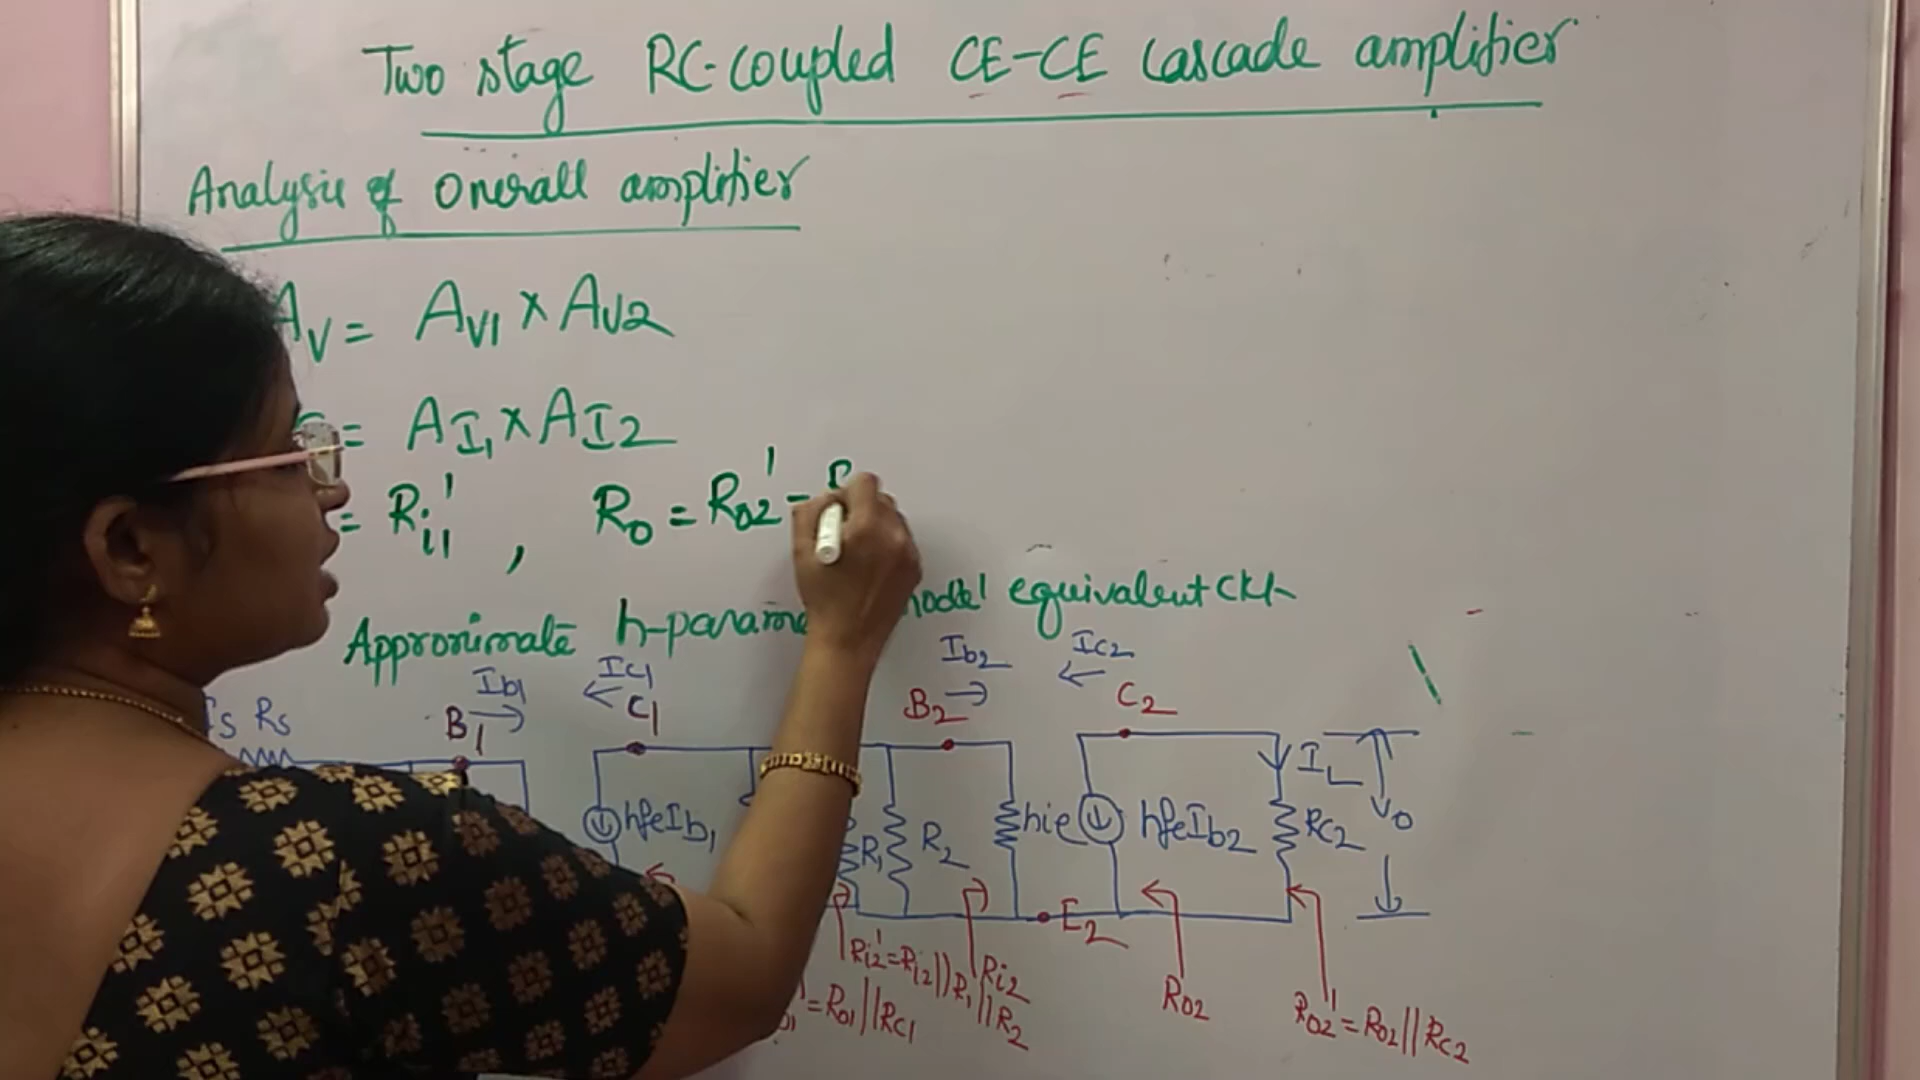 Two stage RC-coupled CE-CE Cascade amplifier
Analysis of Overall amplifier
AV = AV1 x AV2
= AI1 x AI2
= Ri1' , Ro = Ro2' =
Approximate h-parame model equivalent ckt
Rs Ib1 Ic1 Ib2 Ic2
B1 C1 B2 C2
hfeIb1 R1 R2 hie hfeIb2 RC2 IL Vo
E2
Ri2' = Ri2||R1||R2 Ri2 Ro2 Ro2' = Ro2||RC2
= Ro1||RC1